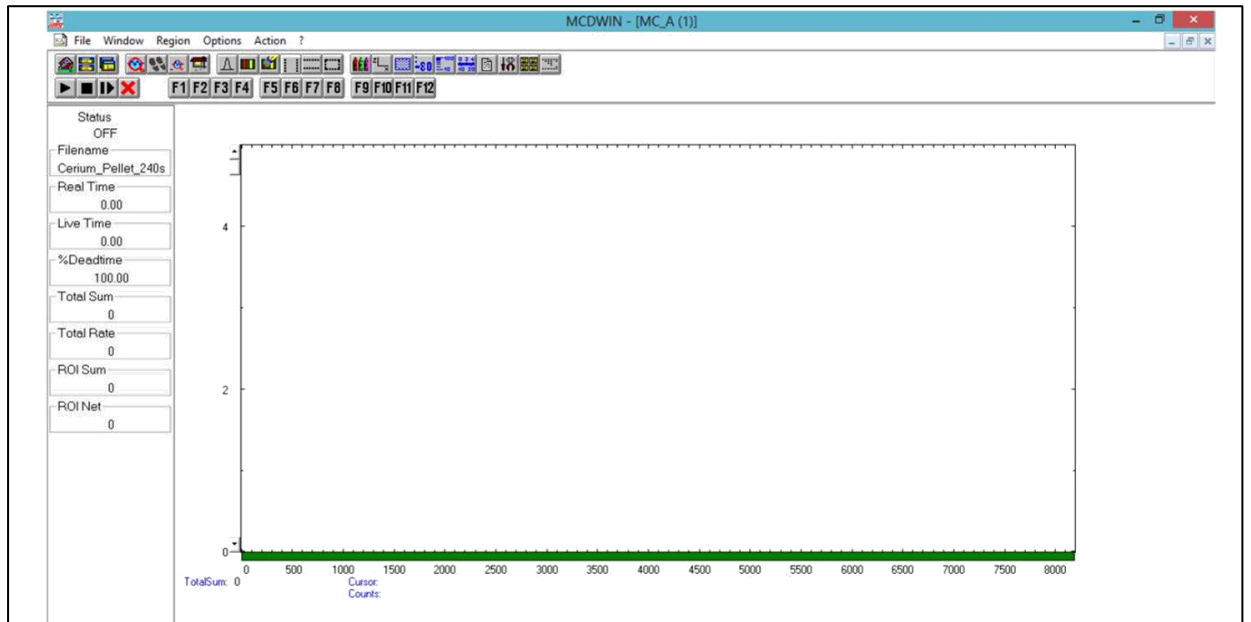 MCDWIN - [MC_A (1)]
File Window Region Options Action ?
F1 F2 F3 F4 F5 F6 F7 F8 F9 F10 F11 F12
Status
OFF
Filename
Cerium_Pellet_240s
Real Time
0.00
Live Time
0.00
%Deadtime
100.00
Total Sum
0
Total Rate
0
ROI Sum
0
ROI Net
0
4
2
0
0 500 1000 1500 2000 2500 3000 3500 4000 4500 5000 5500 6000 6500 7000 7500 8000
TotalSum: 0 Cursor:
Counts: